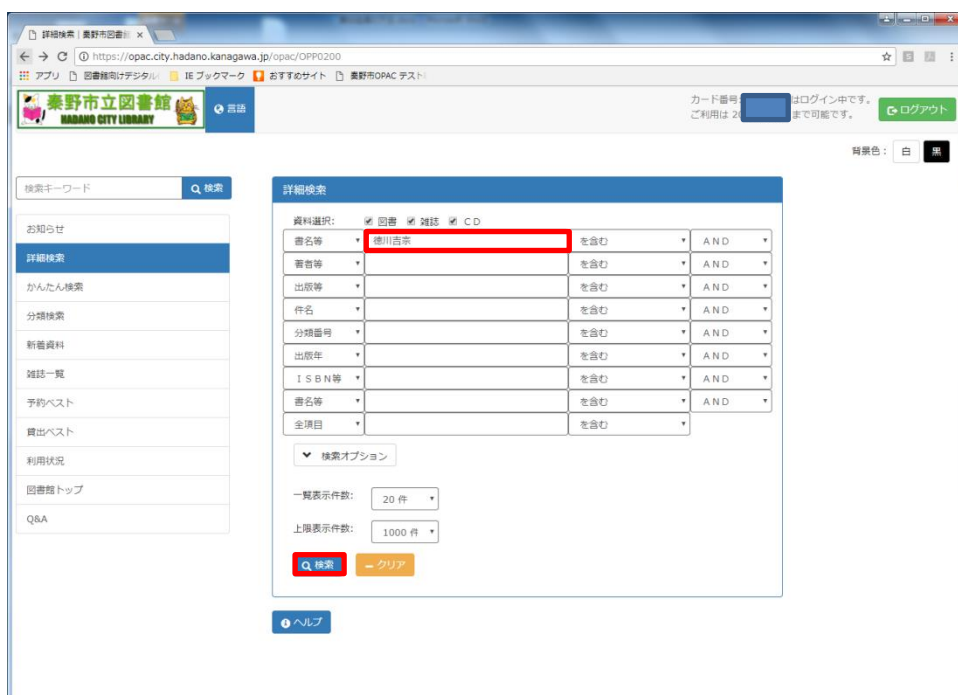 詳細検索 | 秦野市図書館
https://opac.city.hadano.kanagawa.jp/opac/OPP0200
アプリ 図書館向けデジタル IE ブックマーク おすすめサイト 秦野市OPAC テスト
秦野市立図書館
HADANO CITY LIBRARY
言語
カード番号: はログイン中です。
ご利用は 20 まで可能です。
ログアウト
背景色: 白 黒
検索キーワード 検索
お知らせ
詳細検索
かんたん検索
分類検索
新着資料
雑誌一覧
予約ベスト
貸出ベスト
利用状況
図書館トップ
Q&A
詳細検索
資料選択: 図書 雑誌 CD
書名等 徳川吉宗 を含む AND
著者等 を含む AND
出版等 を含む AND
件名 を含む AND
分類番号 を含む AND
出版年 を含む AND
ISBN等 を含む AND
書名等 を含む AND
全項目 を含む
検索オプション
一覧表示件数: 20 件
上限表示件数: 1000 件
検索 クリア
ヘルプ